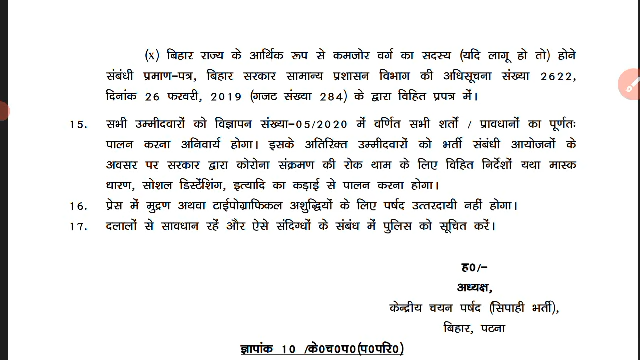 (x) बिहार राज्य के आर्थिक रूप से कमजोर वर्ग का सदस्य (यदि लागू हो तो) होने
संबंधी प्रमाण-पत्र, बिहार सरकार सामान्य प्रशासन विभाग की अधिसूचना संख्या 2622,
दिनांक 26 फरवरी, 2019 (गजट संख्या 284) के द्वारा विहित प्रपत्र में।
15. सभी उम्मीदवारों को विज्ञापन संख्या-05/2020 में वर्णित सभी शर्तो / प्रावधानों का पूर्णतः
पालन करना अनिवार्य होगा। इसके अतिरिक्त उम्मीदवारों को भर्ती संबंधी आयोजनों के
अवसर पर सरकार द्वारा कोरोना संक्रमण की रोक थाम के लिए विहित निर्देशों यथा मास्क
धारण, सोशल डिस्टेंशिंग, इत्यादि का कड़ाई से पालन करना होगा।
16. प्रेस में मुद्रण अथवा टाईपोग्राफिकल अशुद्धियों के लिए पर्षद उत्तरदायी नहीं होगा।
17. दलालों से सावधान रहें और ऐसे संदिग्धों के संबंध में पुलिस को सूचित करें।
ह०/-
अध्यक्ष,
केन्द्रीय चयन पर्षद (सिपाही भर्ती),
बिहार, पटना
ज्ञापांक 10 /के०च०प०(प०परि०)